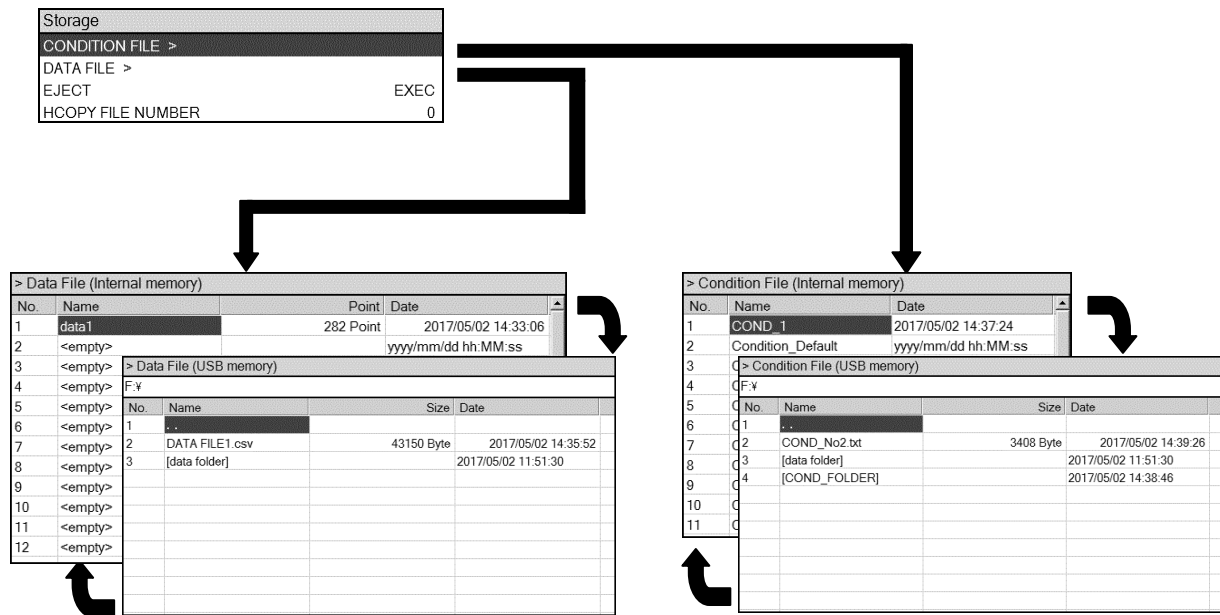 Storage
CONDITION FILE >
DATA FILE >
EJECT EXEC
HCOPY FILE NUMBER 0
> Data File (Internal memory)
No. Name Point Date
1 data1 282 Point 2017/05/02 14:33:06
2 <empty> yyyy/mm/dd hh:MM:ss
3 <empty>
4 <empty>
5 <empty>
6 <empty>
7 <empty>
8 <empty>
9 <empty>
10 <empty>
11 <empty>
12 <empty>
> Data File (USB memory)
No. Name Size Date
1 . .
2 DATA FILE1.csv 43150 Byte 2017/05/02 14:35:52
3 [data folder] 2017/05/02 11:51:30
> Condition File (Internal memory)
No. Name Date
1 COND_1 2017/05/02 14:37:24
2 Condition_Default yyyy/mm/dd hh:MM:ss
3
4
5
6
7
8
9
10
11
> Condition File (USB memory)
F:¥
No. Name Size Date
1 . .
2 COND_No2.txt 3408 Byte 2017/05/02 14:39:26
3 [data folder] 2017/05/02 11:51:30
4 [COND_FOLDER] 2017/05/02 14:38:46